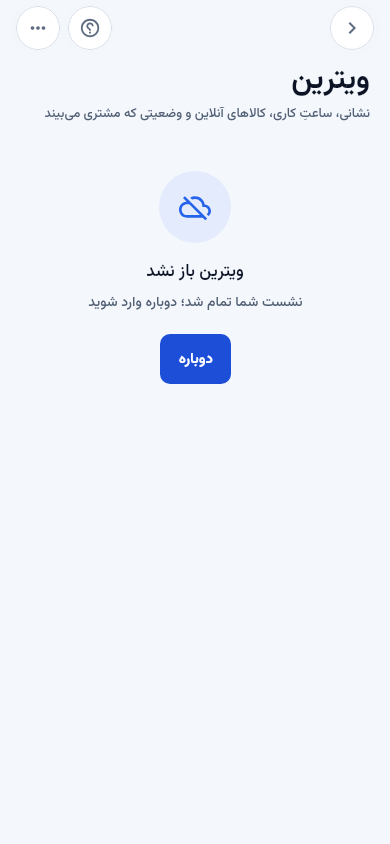 ویترین
نشانی، ساعتِ کاری، کالاهای آنلاین و وضعیتی که مشتری می‌بیند
ویترین باز نشد
نشست شما تمام شد؛ دوباره وارد شوید
دوباره